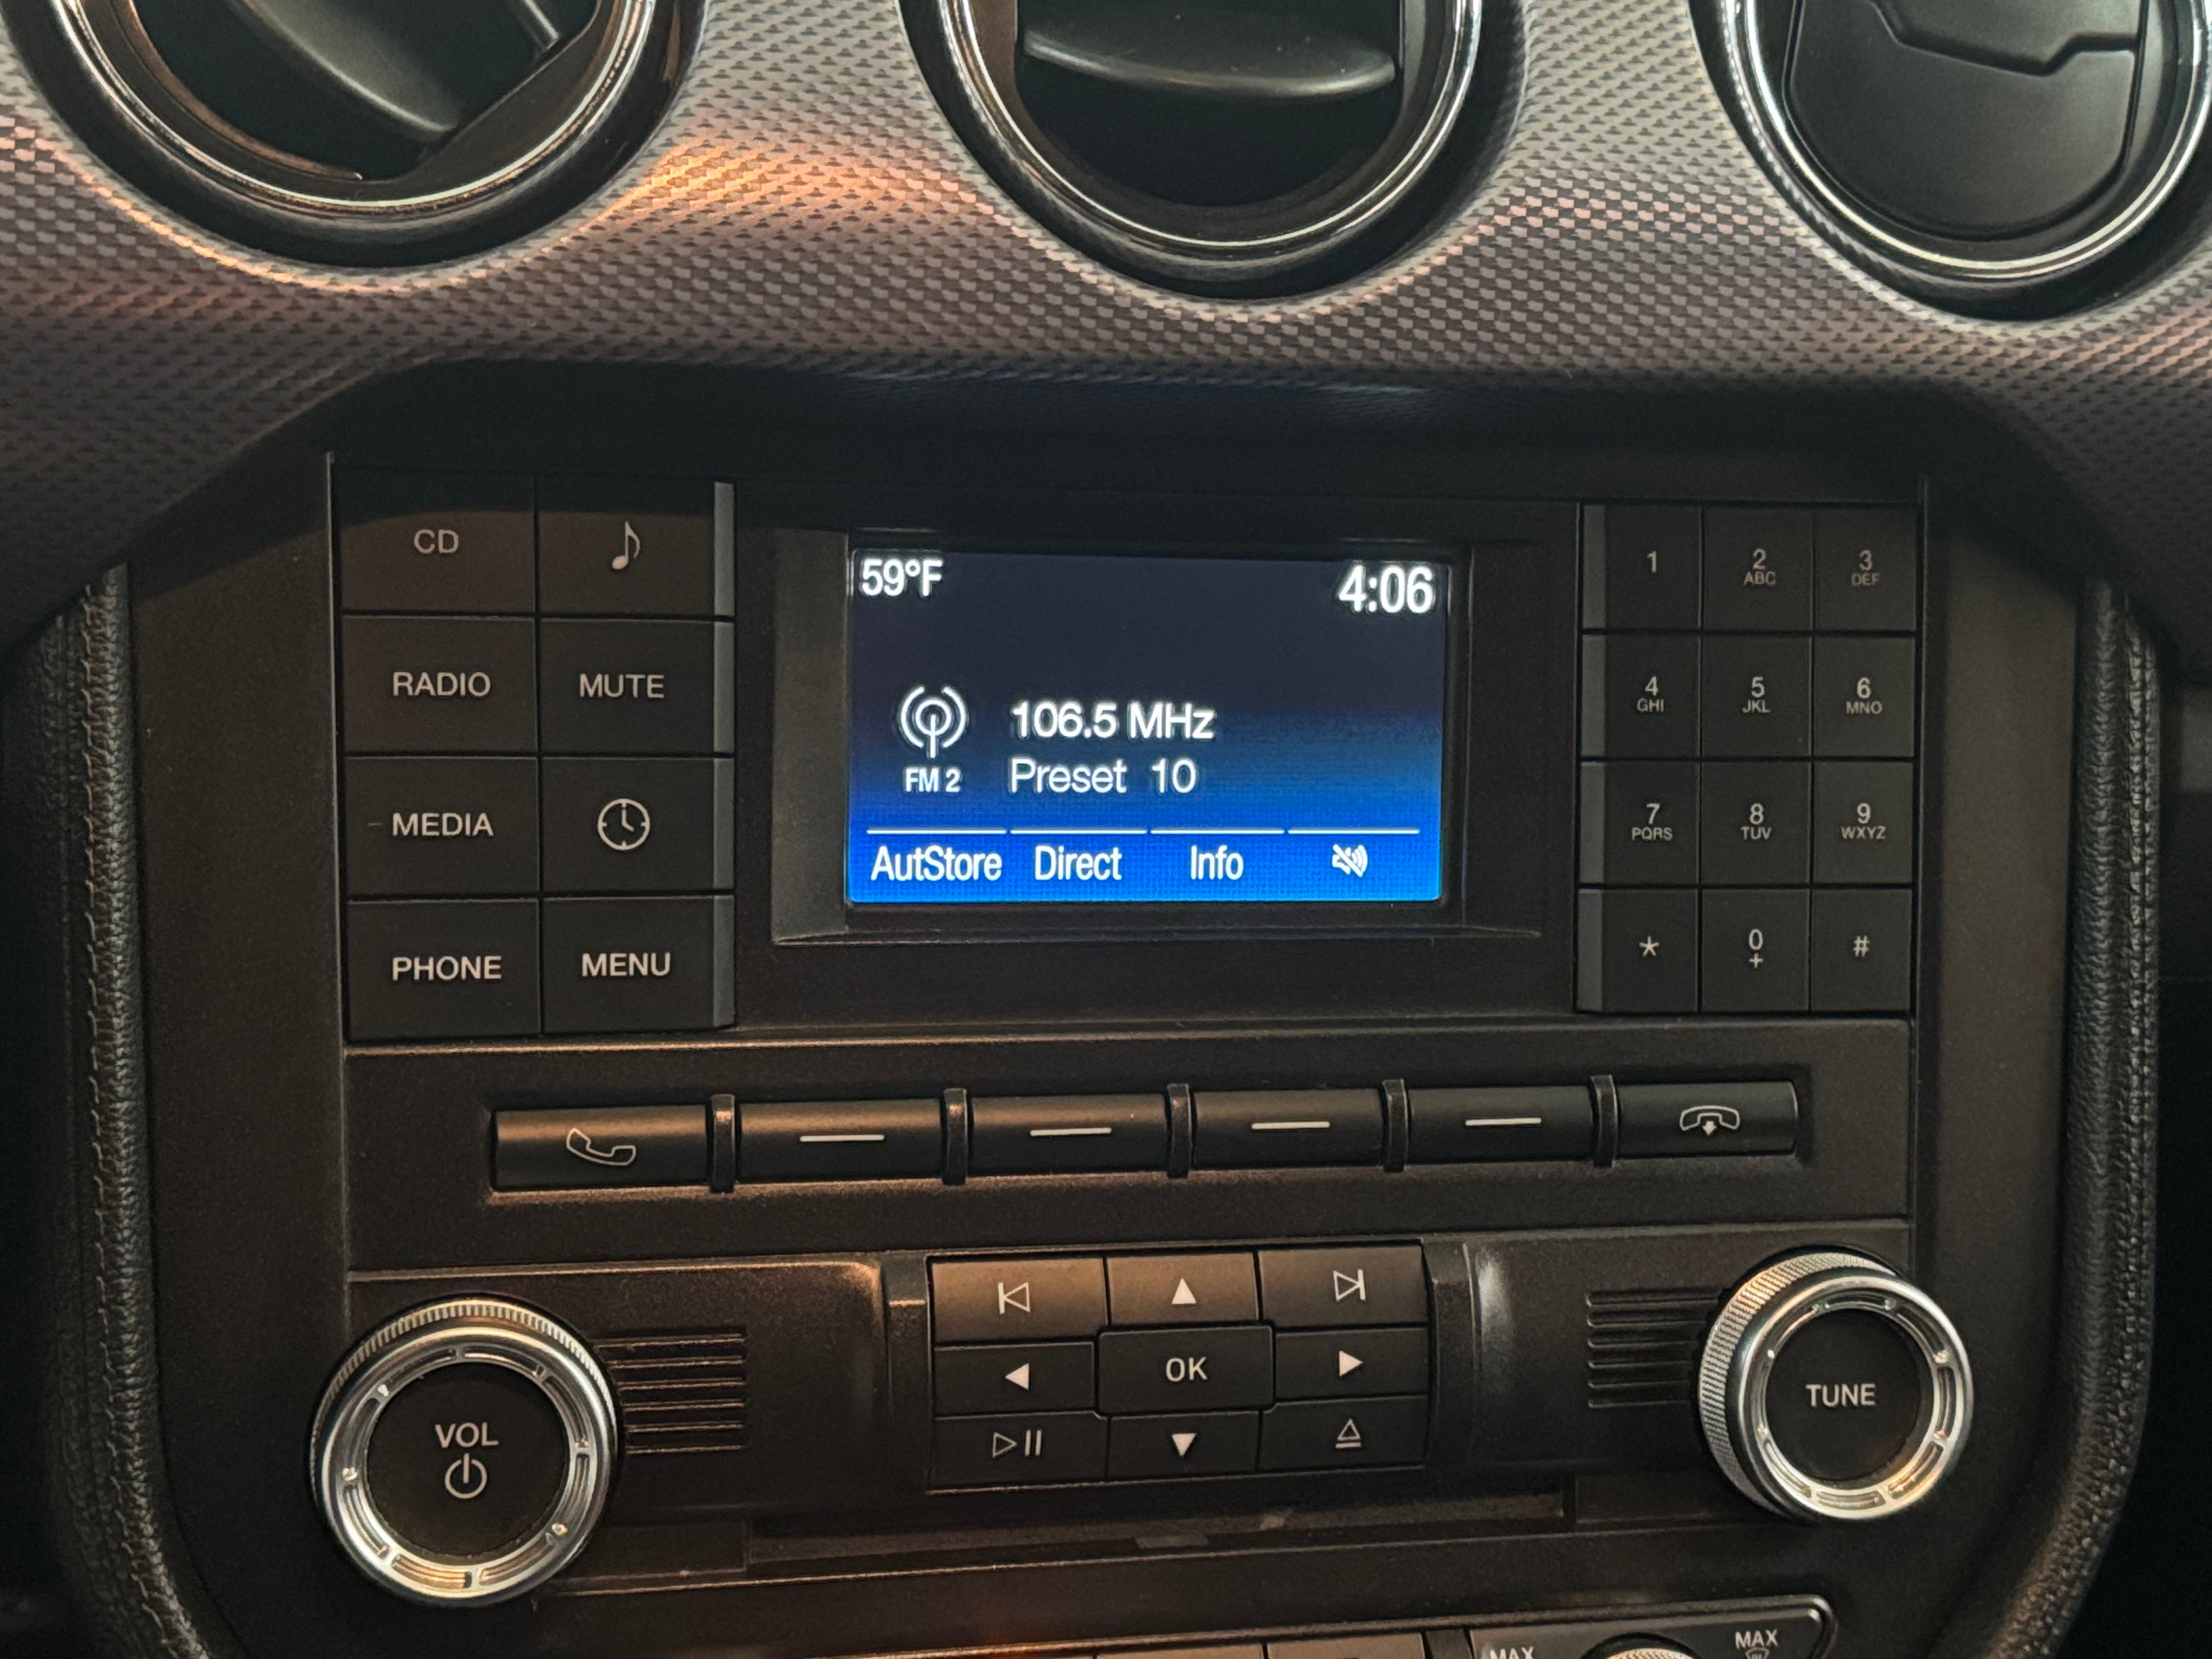 59°F 4:06
106.5 MHz
FM 2 Preset 10
AutStore Direct Info
CD
RADIO MUTE
MEDIA
PHONE MENU
1 2 3
ABC DEF
4 5 6
GHI JKL MNO
7 8 9
PQRS TUV WXYZ
* 0 #
+
OK
VOL
TUNE
MAX MAX